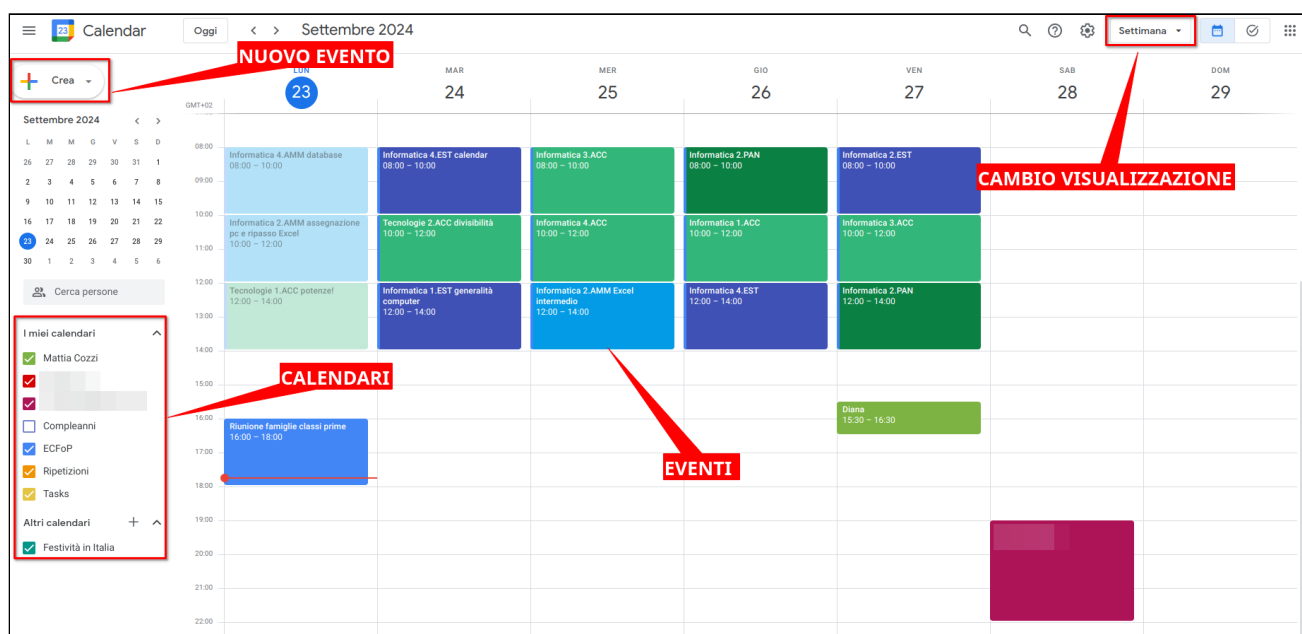 23 Calendar Oggi Settembre 2024 Settimana
NUOVO EVENTO
Crea
LUN MAR MER GIO VEN SAB DOM
23 24 25 26 27 28 29
GMT+02
CAMBIO VISUALIZZAZIONE
Settembre 2024
L M M G V S D
26 27 28 29 30 31 1
2 3 4 5 6 7 8
9 10 11 12 13 14 15
16 17 18 19 20 21 22
23 24 25 26 27 28 29
30 1 2 3 4 5 6
Cerca persone
I miei calendari
Mattia Cozzi
Compleanni
ECFoP
Ripetizioni
Tasks
Altri calendari
Festività in Italia
CALENDARI
08:00
09:00
10:00
11:00
12:00
13:00
14:00
15:00
16:00
17:00
18:00
19:00
20:00
21:00
22:00
Informatica 4.AMM database
08:00 – 10:00
Informatica 2.AMM assegnazione
pc e ripasso Excel
10:00 – 12:00
Tecnologie 1.ACC potenze!
12:00 – 14:00
Riunione famiglie classi prime
16:00 – 18:00
Informatica 4.EST calendar
08:00 – 10:00
Tecnologie 2.ACC divisibilità
10:00 – 12:00
Informatica 1.EST generalità
computer
12:00 – 14:00
Informatica 3.ACC
08:00 – 10:00
Informatica 4.ACC
10:00 – 12:00
Informatica 2.AMM Excel
intermedio
12:00 – 14:00
Informatica 2.PAN
08:00 – 10:00
Informatica 1.ACC
10:00 – 12:00
Informatica 4.EST
12:00 – 14:00
EVENTI
Informatica 2.EST
08:00 – 10:00
Informatica 3.ACC
10:00 – 12:00
Informatica 2.PAN
12:00 – 14:00
Diana
15:30 – 16:30